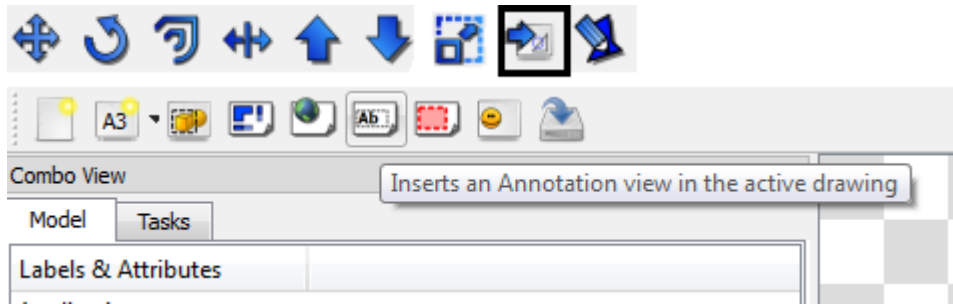 A3
Ab
Combo View
Inserts an Annotation view in the active drawing
Model Tasks
Labels & Attributes